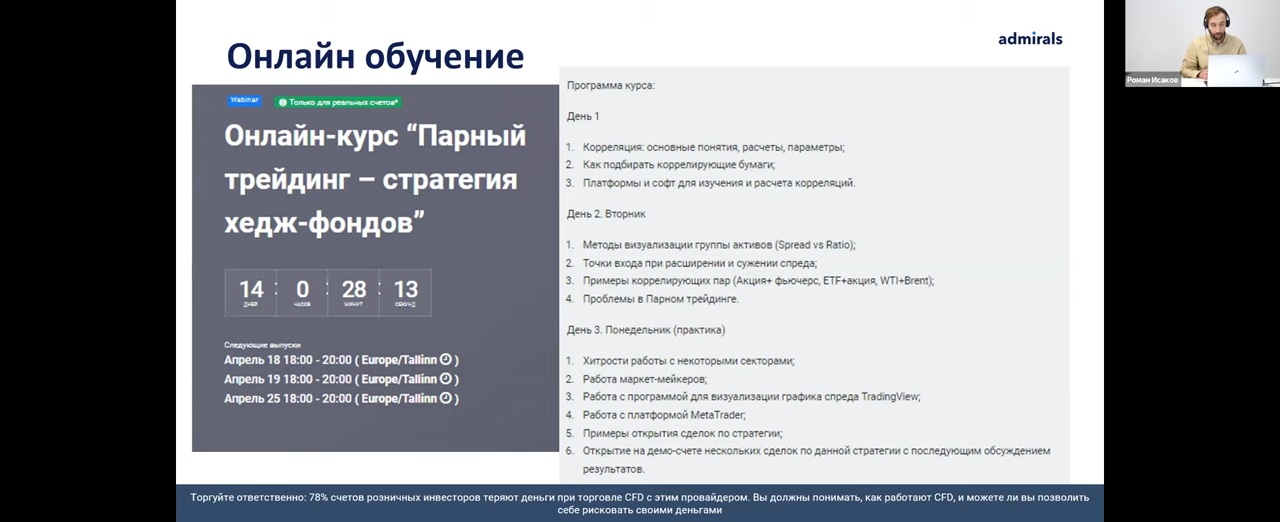 Онлайн обучение
admirals
Роман Исаков
Webinar
Только для реальных счетов*
Онлайн-курс “Парный
трейдинг – стратегия
хедж-фондов”
14 : 0 : 28 : 13
ДНЕЙ ЧАСОВ МИНУТ СЕКУНД
Следующие выпуски
Апрель 18 18:00 - 20:00 ( Europe/Tallinn )
Апрель 19 18:00 - 20:00 ( Europe/Tallinn )
Апрель 25 18:00 - 20:00 ( Europe/Tallinn )
Программа курса:
День 1
1. Корреляция: основные понятия, расчеты, параметры;
2. Как подбирать коррелирующие бумаги;
3. Платформы и софт для изучения и расчета корреляций.
День 2. Вторник
1. Методы визуализации группы активов (Spread vs Ratio);
2. Точки входа при расширении и сужении спреда;
3. Примеры коррелирующих пар (Акция+ фьючерс, ETF+акция, WTI+Brent);
4. Проблемы в Парном трейдинге.
День 3. Понедельник (практика)
1. Хитрости работы с некоторыми секторами;
2. Работа маркет-мейкеров;
3. Работа с программой для визуализации графика спреда TradingView;
4. Работа с платформой MetaTrader;
5. Примеры открытия сделок по стратегии;
6. Открытие на демо-счете нескольких сделок по данной стратегии с последующим обсуждением
результатов.
Торгуйте ответственно: 78% счетов розничных инвесторов теряют деньги при торговле CFD с этим провайдером. Вы должны понимать, как работают CFD, и можете ли вы позволить
себе рисковать своими деньгами